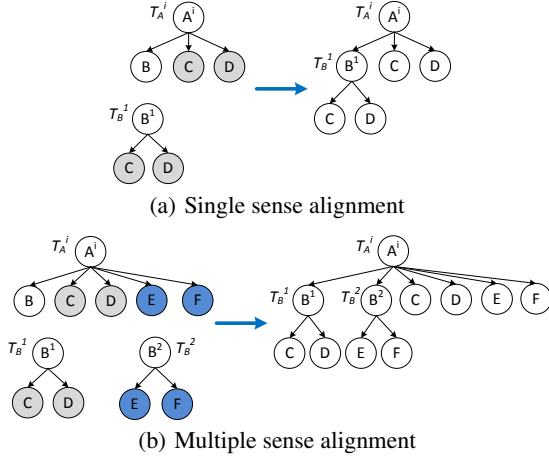 T_A^i A^i T_A^i A^i
B C D T_B^1 B^1 C D
T_B^1 B^1 C D
C D
(a) Single sense alignment
T_A^i A^i T_A^i A^i
B C D E F T_B^1 B^1 T_B^2 B^2 C D E F
T_B^1 B^1 B^2 T_B^2 C D E F
C D E F
(b) Multiple sense alignment